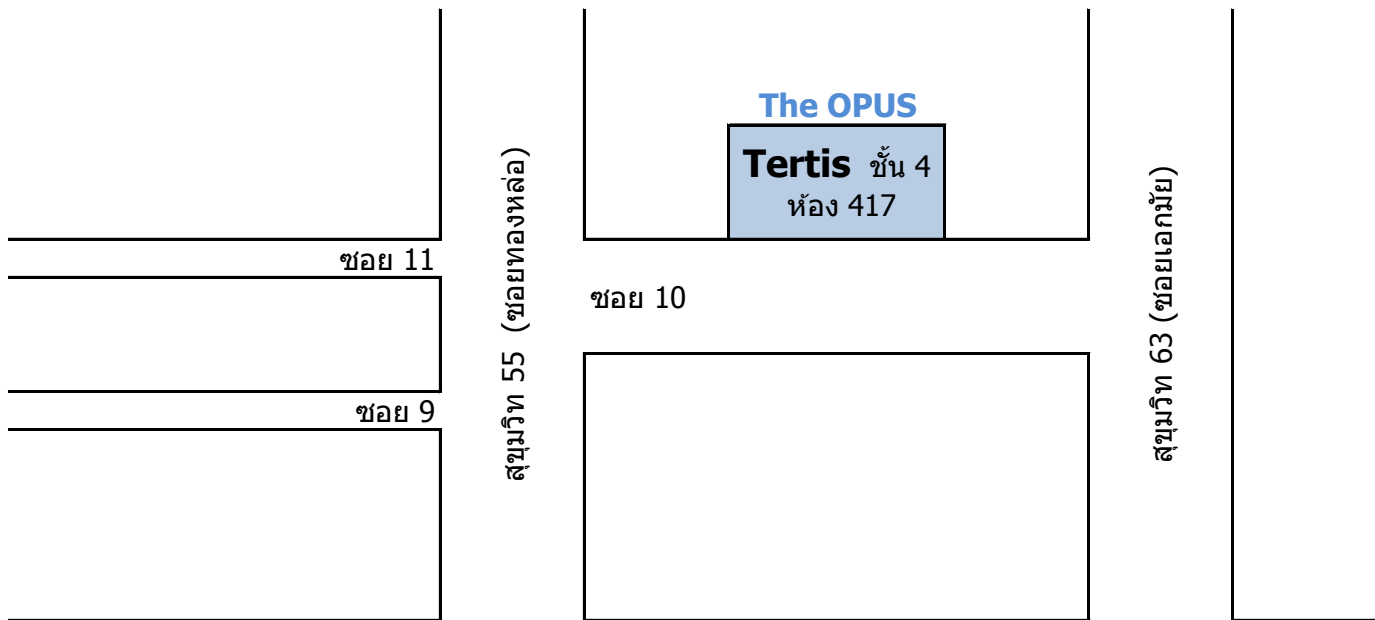 The OPUS
Tertis ชั้น 4
ห้อง 417
ซอย 11
ซอย 10
ซอย 9
สุขุมวิท 55 (ซอยทองหล่อ)
สุขุมวิท 63 (ซอยเอกมัย)